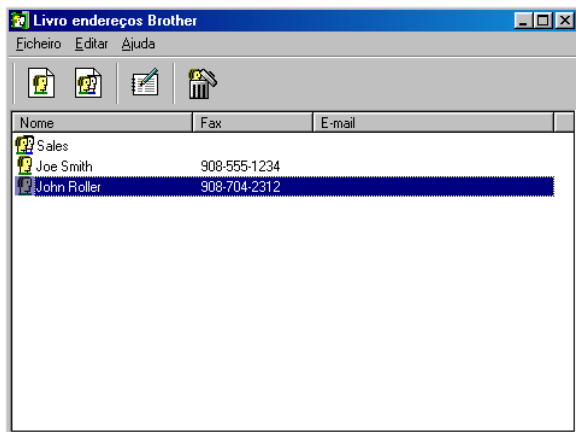 Livro endereços Brother
Ficheiro Editar Ajuda
Nome Fax E-mail
Sales
Joe Smith 908-555-1234
John Roller 908-704-2312